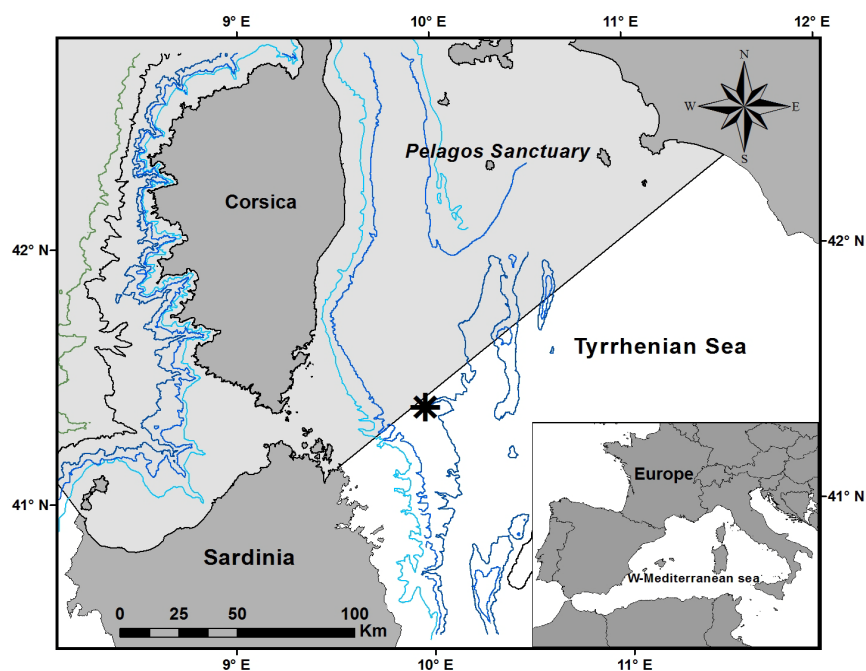 9° E 10° E 11° E 12° E
N
W E
S
Pelagos Sanctuary
Corsica
42° N 42° N
Tyrrhenian Sea
Europe
41° N 41° N
Sardinia
W-Mediterranean sea
0 25 50 100
Km
9° E 10° E 11° E